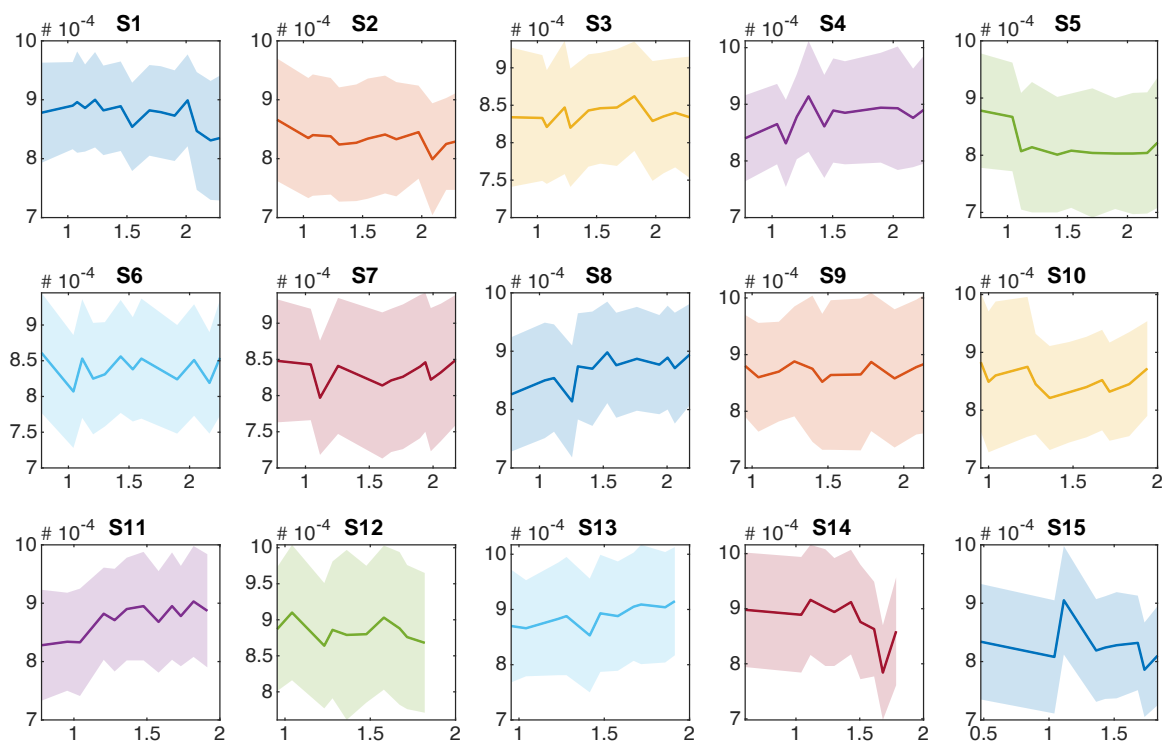 # 10^-4 S1
10
9
8
7
1 1.5 2
# 10^-4 S2
10
9
8
7
1 1.5 2
# 10^-4 S3
9
8.5
8
7.5
7
1 1.5 2
# 10^-4 S4
10
9
8
7
1 1.5 2
# 10^-4 S5
10
9
8
7
1 1.5 2
# 10^-4 S6
9
8.5
8
7.5
7
1 1.5 2
# 10^-4 S7
9
8.5
8
7.5
7
1 1.5 2
# 10^-4 S8
10
9
8
7
1 1.5 2
# 10^-4 S9
10
9
8
7
1 1.5 2
# 10^-4 S10
10
9
8
7
1 1.5 2
# 10^-4 S11
10
9
8
7
1 1.5 2
# 10^-4 S12
10
9.5
9
8.5
8
1 1.5 2
# 10^-4 S13
10
9
8
7
1 1.5 2
# 10^-4 S14
10
9
8
7
1 1.5 2
# 10^-4 S15
10
9
8
7
0.5 1 1.5